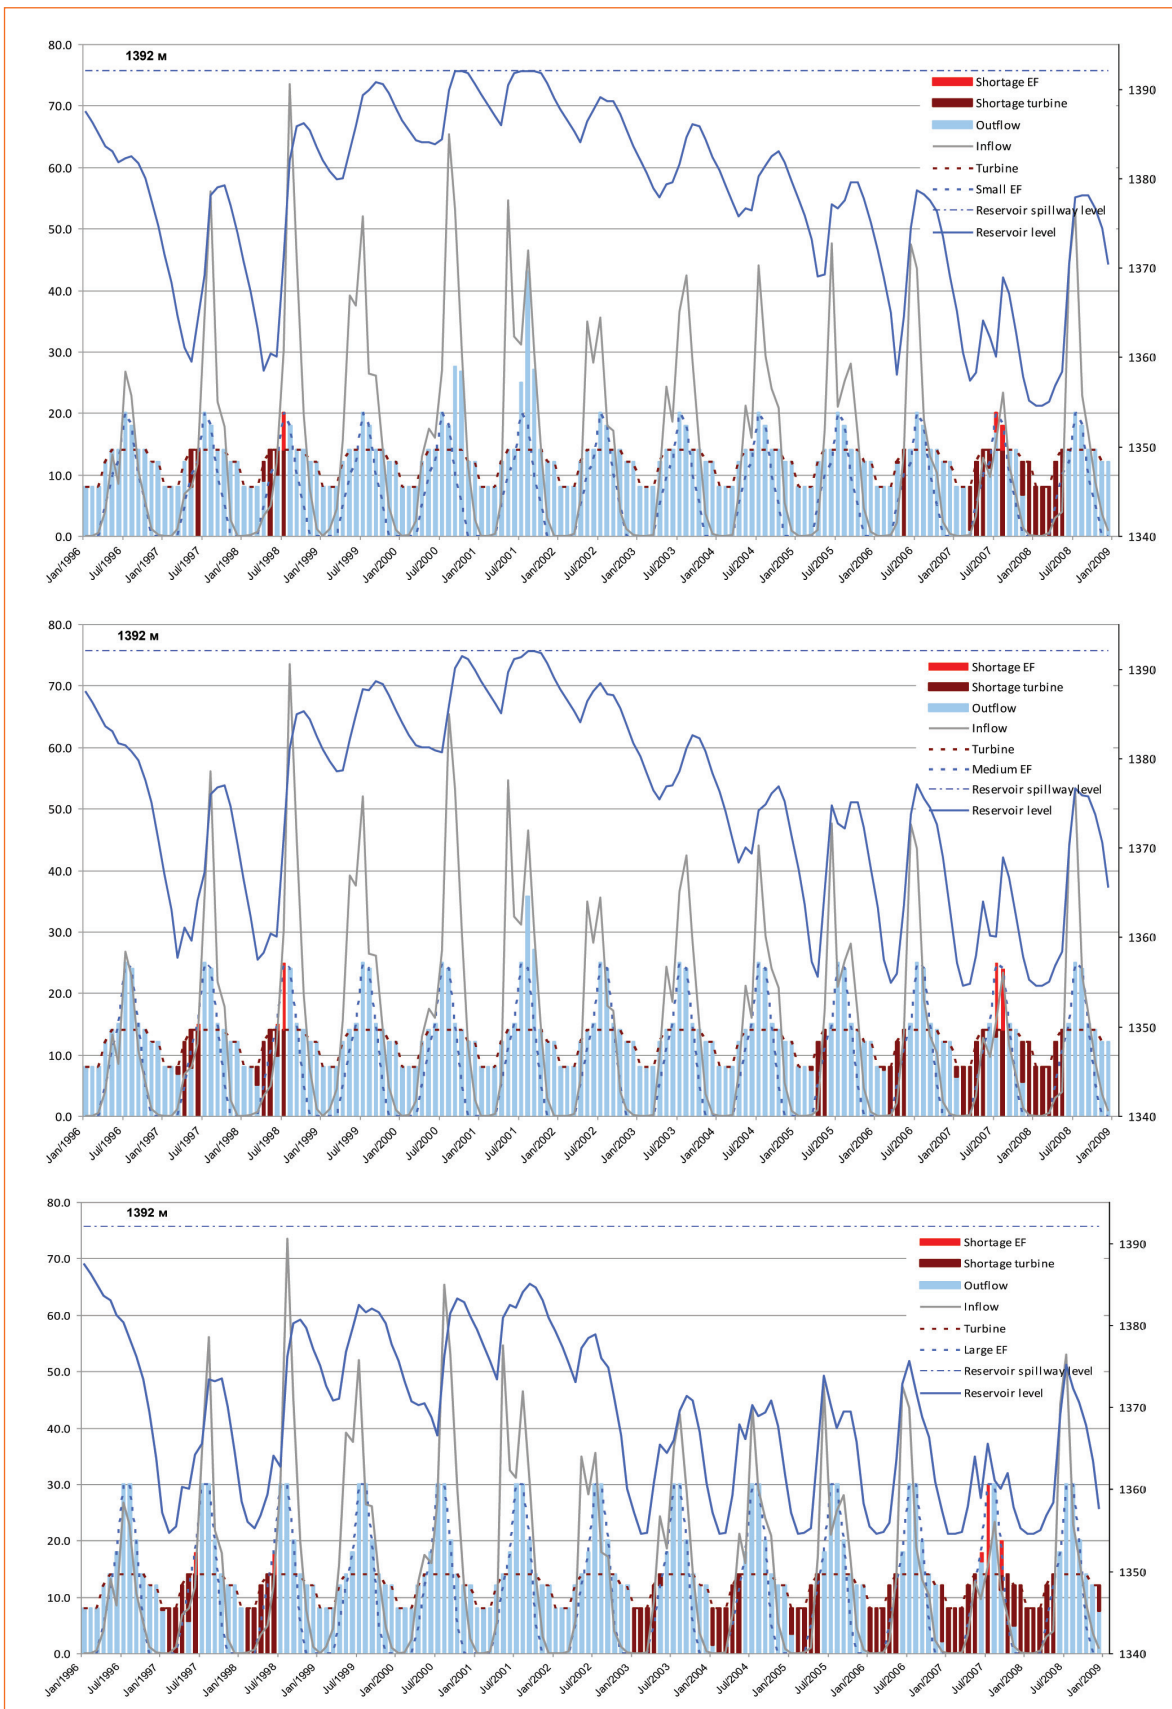 1392 м
80.0
70.0
60.0
50.0
40.0
30.0
20.0
10.0
0.0
1390
1380
1370
1360
1350
1340
Shortage EF
Shortage turbine
Outflow
Inflow
Turbine
Small EF
Reservoir spillway level
Reservoir level
Jan/1996
Jul/1996
Jan/1997
Jul/1997
Jan/1998
Jul/1998
Jan/1999
Jul/1999
Jan/2000
Jul/2000
Jan/2001
Jul/2001
Jan/2002
Jul/2002
Jan/2003
Jul/2003
Jan/2004
Jul/2004
Jan/2005
Jul/2005
Jan/2006
Jul/2006
Jan/2007
Jul/2007
Jan/2008
Jul/2008
Jan/2009
1392 м
80.0
70.0
60.0
50.0
40.0
30.0
20.0
10.0
0.0
1390
1380
1370
1360
1350
1340
Shortage EF
Shortage turbine
Outflow
Inflow
Turbine
Medium EF
Reservoir spillway level
Reservoir level
Jan/1996
Jul/1996
Jan/1997
Jul/1997
Jan/1998
Jul/1998
Jan/1999
Jul/1999
Jan/2000
Jul/2000
Jan/2001
Jul/2001
Jan/2002
Jul/2002
Jan/2003
Jul/2003
Jan/2004
Jul/2004
Jan/2005
Jul/2005
Jan/2006
Jul/2006
Jan/2007
Jul/2007
Jan/2008
Jul/2008
Jan/2009
1392 м
80.0
70.0
60.0
50.0
40.0
30.0
20.0
10.0
0.0
1390
1380
1370
1360
1350
1340
Shortage EF
Shortage turbine
Outflow
Inflow
Turbine
Large EF
Reservoir spillway level
Reservoir level
Jan/1996
Jul/1996
Jan/1997
Jul/1997
Jan/1998
Jul/1998
Jan/1999
Jul/1999
Jan/2000
Jul/2000
Jan/2001
Jul/2001
Jan/2002
Jul/2002
Jan/2003
Jul/2003
Jan/2004
Jul/2004
Jan/2005
Jul/2005
Jan/2006
Jul/2006
Jan/2007
Jul/2007
Jan/2008
Jul/2008
Jan/2009